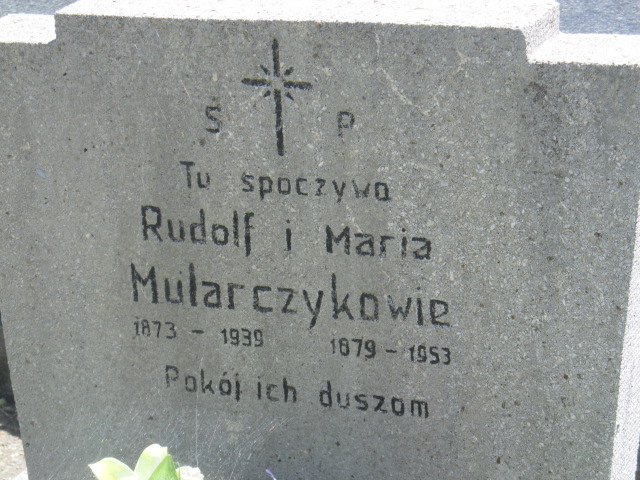 Ś P
Tu spoczywa
Rudolf i Maria
Mularczykowie
1873 - 1939 1879 - 1953
Pokój ich duszom